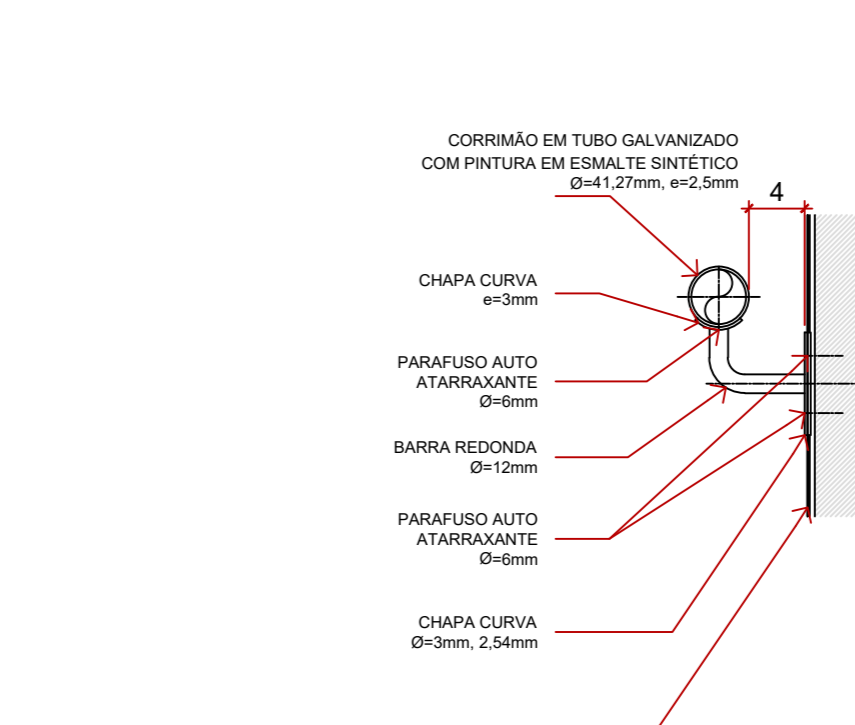 CORRIMÃO EM TUBO GALVANIZADO
COM PINTURA EM ESMALTE SINTÉTICO
Ø=41,27mm, e=2,5mm
4
CHAPA CURVA
e=3mm
PARAFUSO AUTO
ATARRAXANTE
Ø=6mm
BARRA REDONDA
Ø=12mm
PARAFUSO AUTO
ATARRAXANTE
Ø=6mm
CHAPA CURVA
Ø=3mm, 2,54mm